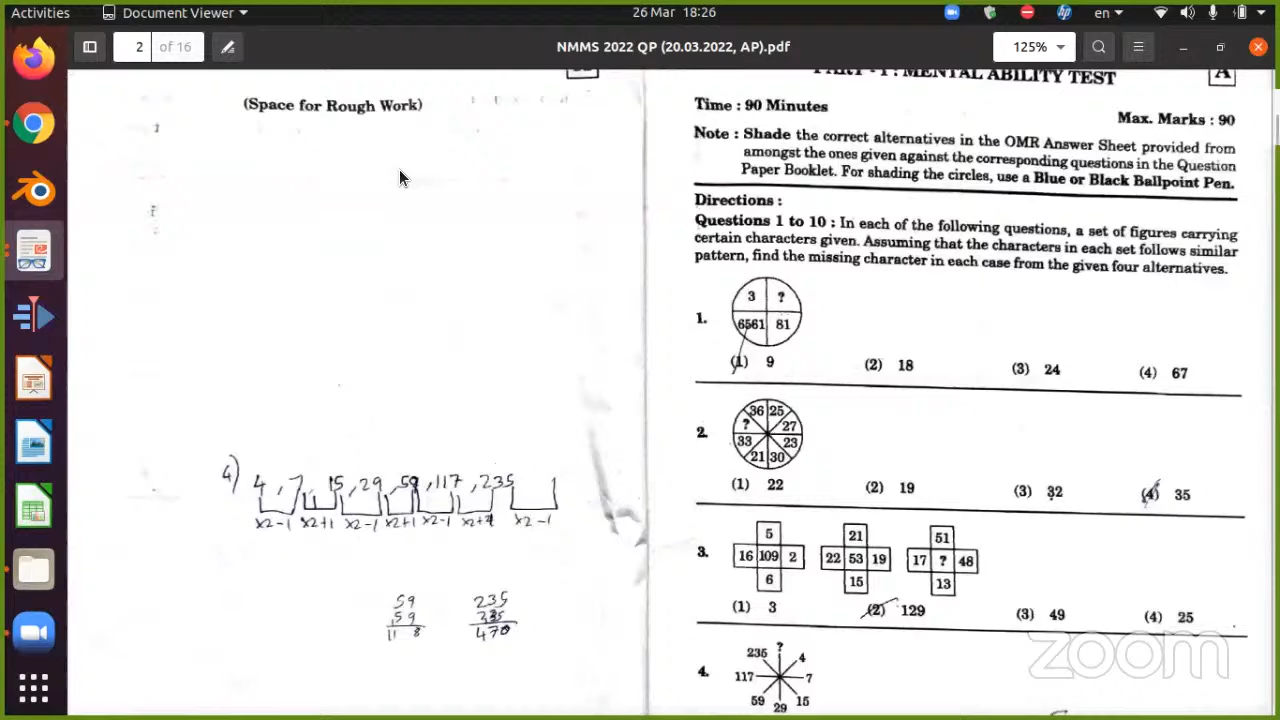 Activities
Document Viewer
26 Mar 18:26
en
2
of 16
NMMS 2022 QP (20.03.2022, AP).pdf
125%
(Space for Rough Work)
4)
4 , 7 , 15 , 29 , 59 , 117 , 235
x2-1 x2+1 x2-1 x2+1 x2-1 x2+1 x2-1
59 235
59 235
118 470
PART - I : MENTAL ABILITY TEST
A
Time : 90 Minutes
Max. Marks : 90
Note : Shade the correct alternatives in the OMR Answer Sheet provided from
amongst the ones given against the corresponding questions in the Question
Paper Booklet. For shading the circles, use a Blue or Black Ballpoint Pen.
Directions :
Questions 1 to 10 : In each of the following questions, a set of figures carrying
certain characters given. Assuming that the characters in each set follows similar
pattern, find the missing character in each case from the given four alternatives.
1.
3 ?
6561 81
(1) 9 (2) 18 (3) 24 (4) 67
2.
36 25
? 27
33 23
21 30
(1) 22 (2) 19 (3) 32 (4) 35
3.
5 21 51
16 109 2 22 53 19 17 ? 48
6 15 13
(1) 3 (2) 129 (3) 49 (4) 25
4.
235 ? 4
117 7
59 29 15
zoom